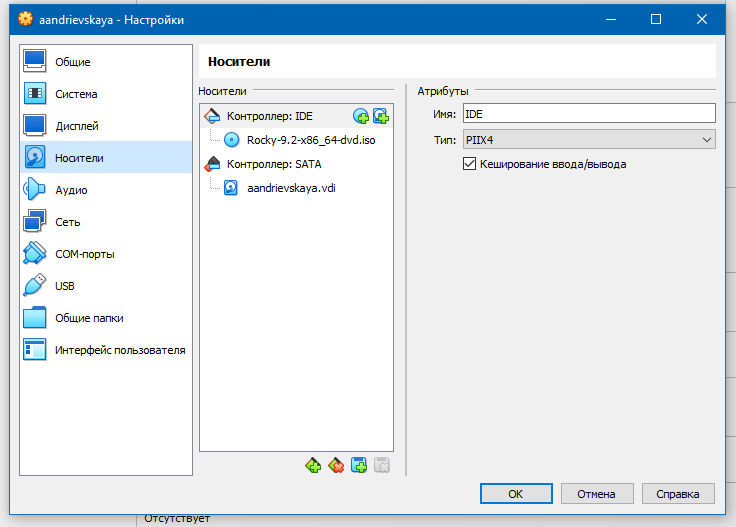 aandrievskaya - Настройки
Общие
Система
Дисплей
Носители
Аудио
Сеть
COM-порты
USB
Общие папки
Интерфейс пользователя
Носители
Носители
Контроллер: IDE
Rocky-9.2-x86_64-dvd.iso
Контроллер: SATA
aandrievskaya.vdi
Атрибуты
Имя: IDE
Тип: PIIX4
Кеширование ввода/вывода
OK Отмена Справка
Отсутствует